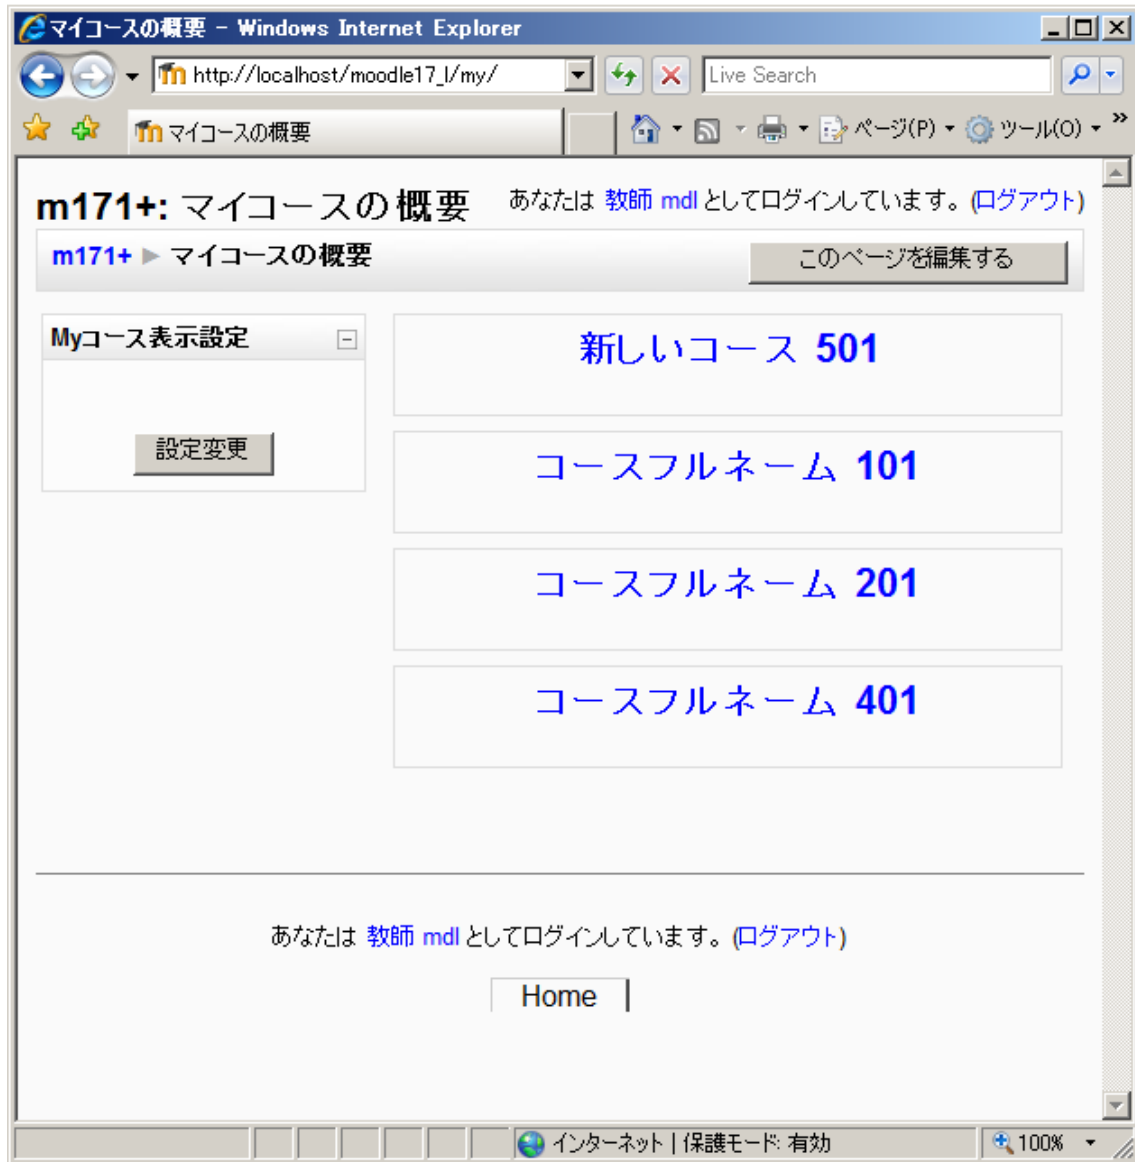 マイコースの概要 - Windows Internet Explorer
http://localhost/moodle17_l/my/
Live Search
マイコースの概要
ページ(P)
ツール(O)
m171+: マイコースの概要
あなたは 教師 mdl としてログインしています。(ログアウト)
m171+ ► マイコースの概要
このページを編集する
Myコース表示設定
設定変更
新しいコース 501
コースフルネーム 101
コースフルネーム 201
コースフルネーム 401
あなたは 教師 mdl としてログインしています。(ログアウト)
Home
インターネット | 保護モード: 有効
100%